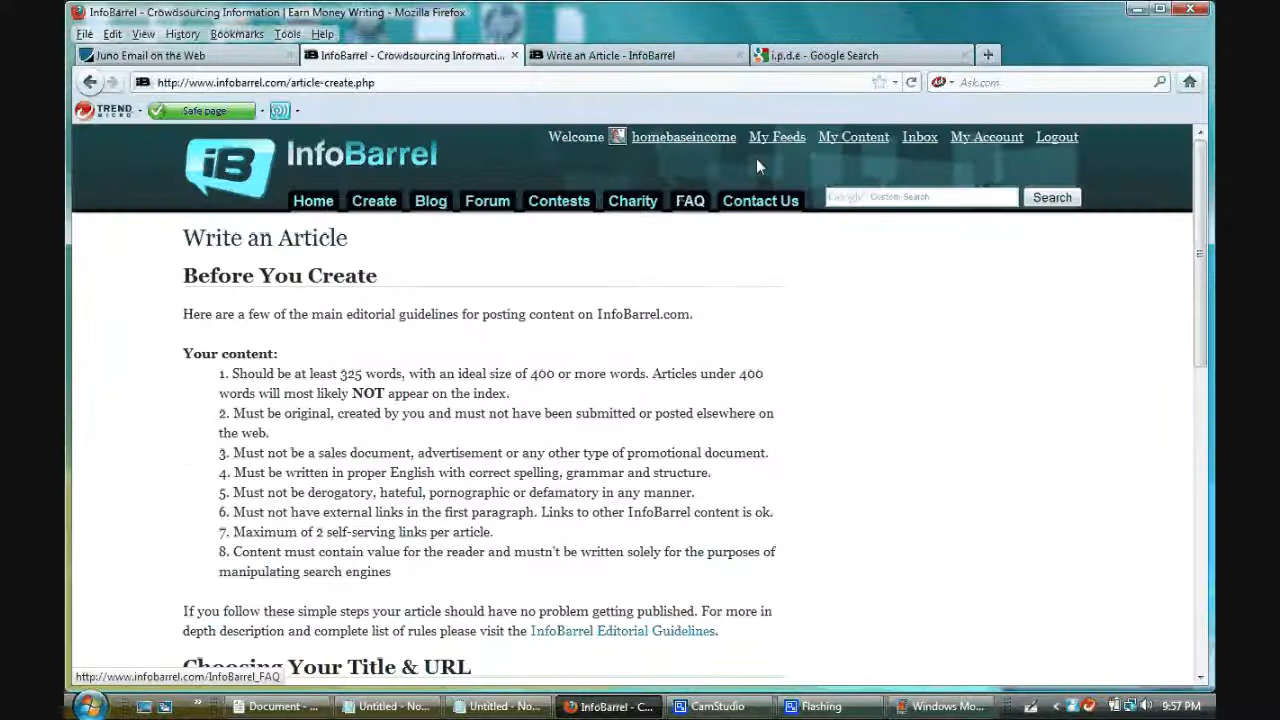 InfoBarrel - Crowdsourcing Information | Earn Money Writing - Mozilla Firefox
File Edit View History Bookmarks Tools Help
Juno Email on the Web
iB InfoBarrel - Crowdsourcing Informati...
iB Write an Article - InfoBarrel
i.p.d.e - Google Search
iB http://www.infobarrel.com/article-create.php
Ask.com
TREND MICRO Safe page
Welcome homebaseincome My Feeds My Content Inbox My Account Logout
iB InfoBarrel
Home Create Blog Forum Contests Charity FAQ Contact Us
Google Custom Search Search
Write an Article
Before You Create
Here are a few of the main editorial guidelines for posting content on InfoBarrel.com.
Your content:
1. Should be at least 325 words, with an ideal size of 400 or more words. Articles under 400
words will most likely NOT appear on the index.
2. Must be original, created by you and must not have been submitted or posted elsewhere on
the web.
3. Must not be a sales document, advertisement or any other type of promotional document.
4. Must be written in proper English with correct spelling, grammar and structure.
5. Must not be derogatory, hateful, pornographic or defamatory in any manner.
6. Must not have external links in the first paragraph. Links to other InfoBarrel content is ok.
7. Maximum of 2 self-serving links per article.
8. Content must contain value for the reader and mustn't be written solely for the purposes of
manipulating search engines
If you follow these simple steps your article should have no problem getting published. For more in
depth description and complete list of rules please visit the InfoBarrel Editorial Guidelines.
Choosing Your Title & URL
http://www.infobarrel.com/InfoBarrel_FAQ
Document - ...
Untitled - No...
Untitled - No...
InfoBarrel - C...
CamStudio
Flashing
Windows Mo...
9:57 PM